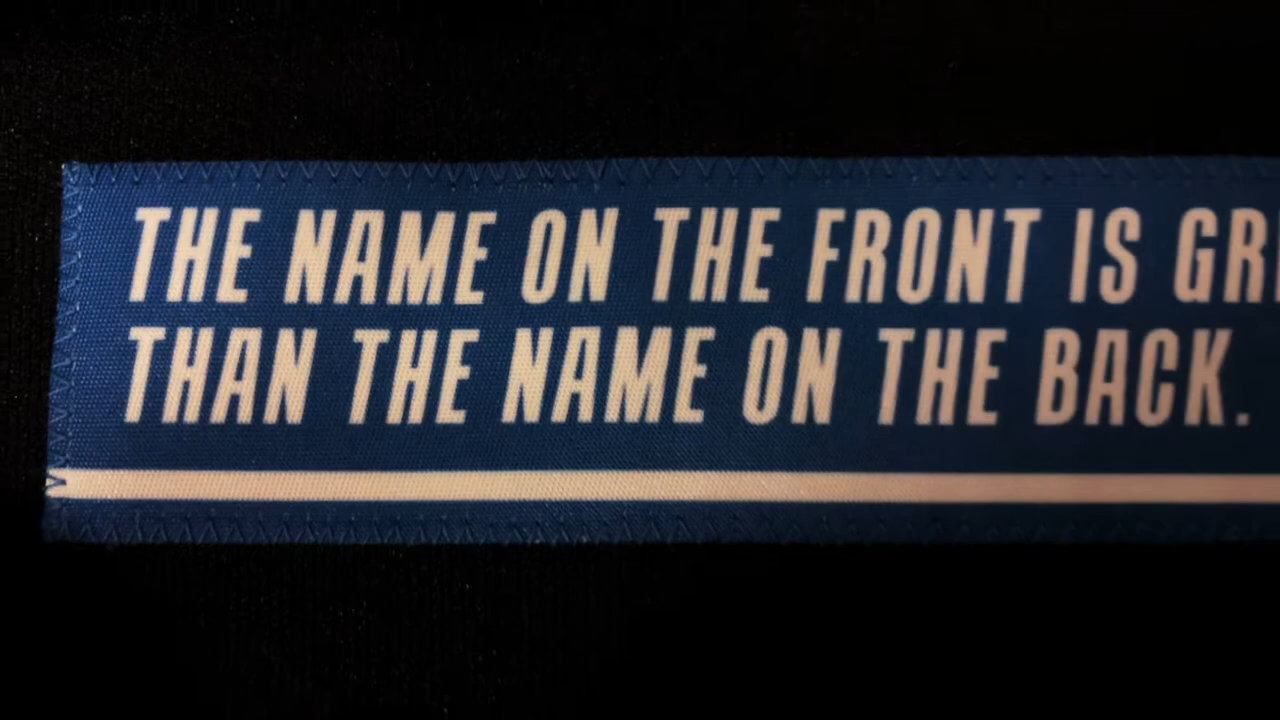 THE NAME ON THE FRONT IS
THAN THE NAME ON THE BACK.